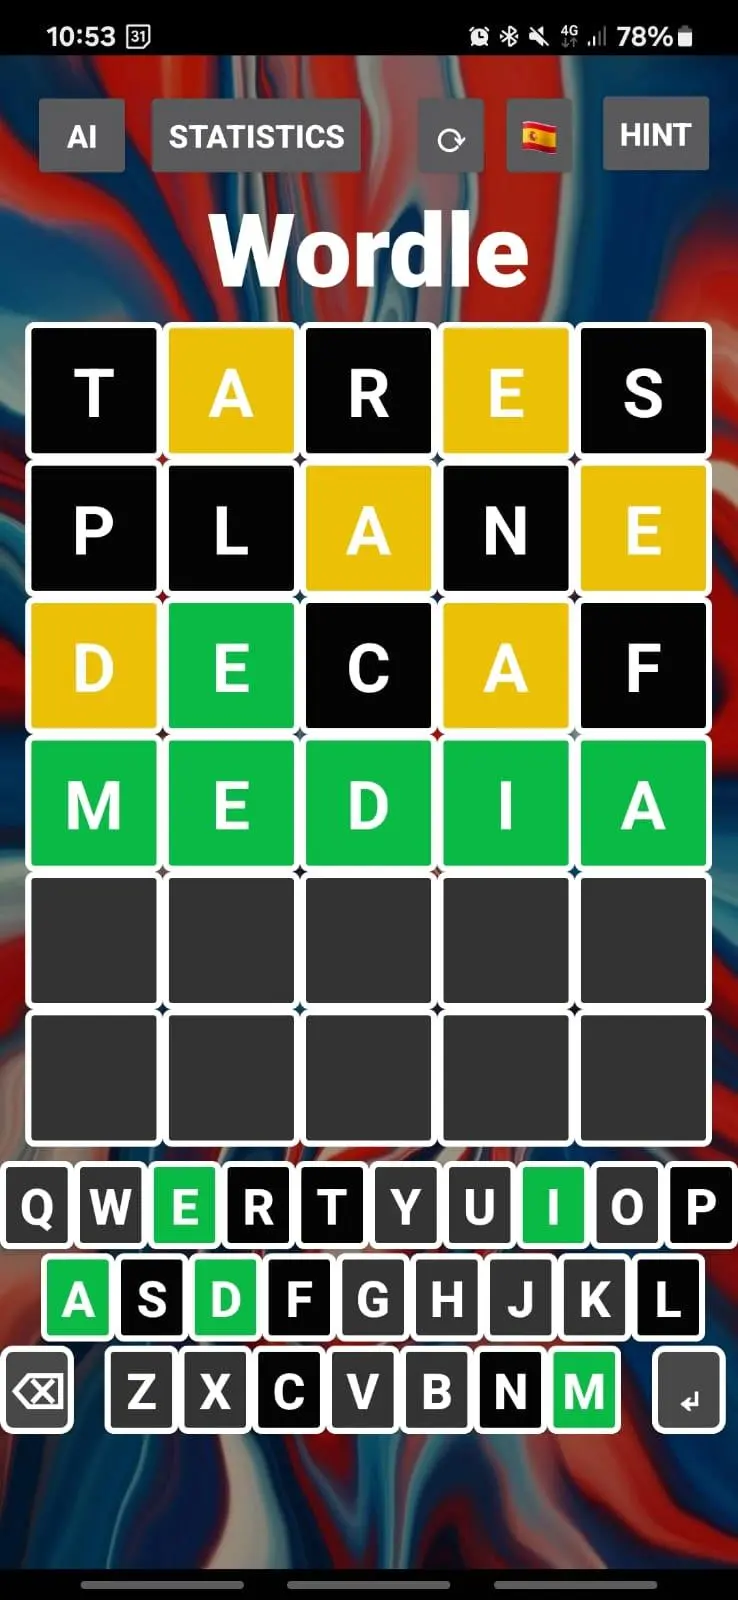 10:53 31 4G 78%
AI STATISTICS HINT
Wordle
T A R E S
P L A N E
D E C A F
M E D I A
Q W E R T Y U I O P
A S D F G H J K L
Z X C V B N M